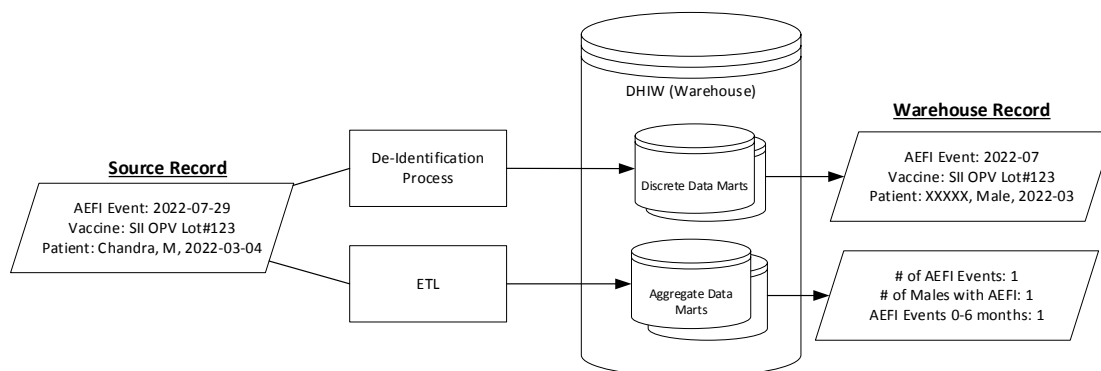 Source Record
AEFI Event: 2022-07-29
Vaccine: SII OPV Lot#123
Patient: Chandra, M, 2022-03-04
De-Identification
Process
ETL
DHIW (Warehouse)
Discrete Data Marts
Aggregate Data
Marts
Warehouse Record
AEFI Event: 2022-07
Vaccine: SII OPV Lot#123
Patient: XXXXX, Male, 2022-03
# of AEFI Events: 1
# of Males with AEFI: 1
AEFI Events 0-6 months: 1